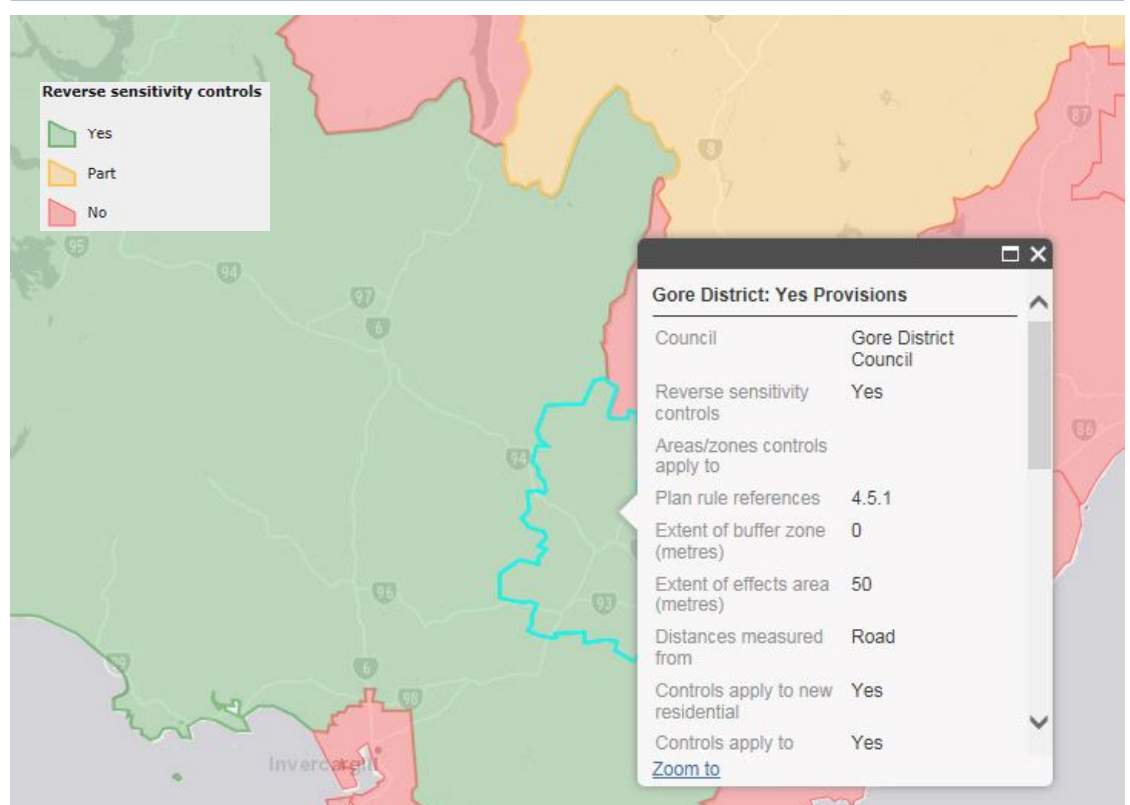 Reverse sensitivity controls
Yes
Part
No
87
8
95
94
97
6
94
86
96
93
99
6
98
Invercargill
Gore District: Yes Provisions
Council Gore District
Council
Reverse sensitivity Yes
controls
Areas/zones controls
apply to
Plan rule references 4.5.1
Extent of buffer zone 0
(metres)
Extent of effects area 50
(metres)
Distances measured Road
from
Controls apply to new Yes
residential
Controls apply to Yes
Zoom to